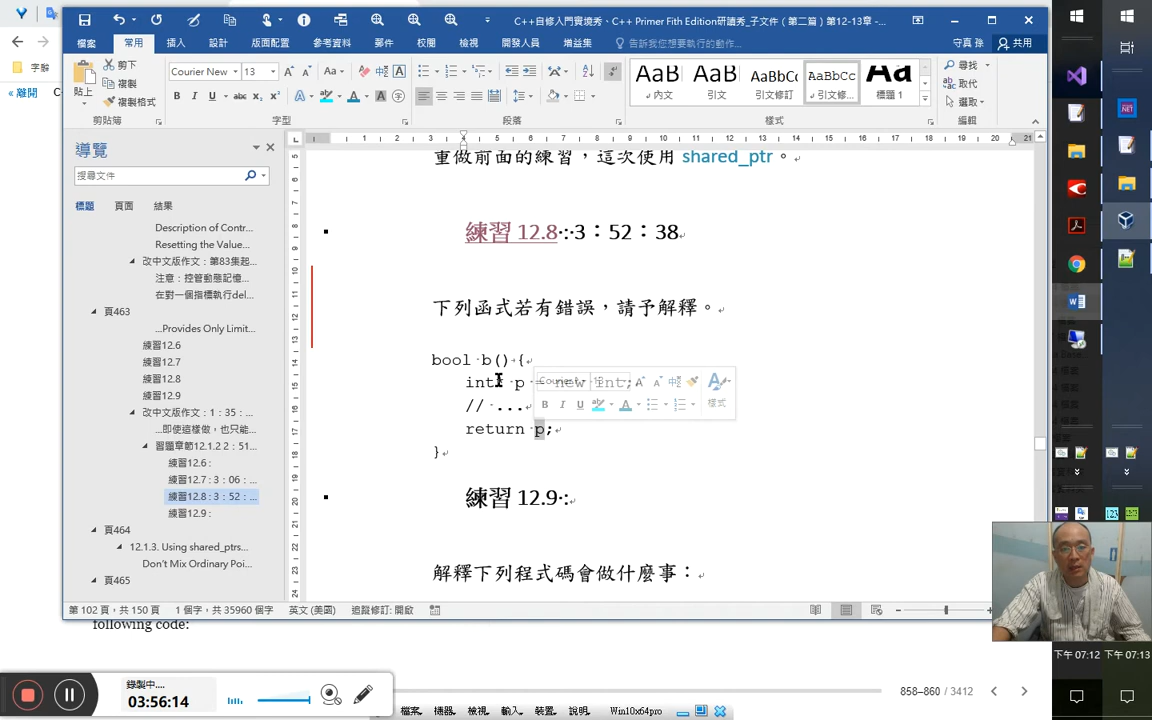 C++自修入門實境秀、C++ Primer Fith Edition研讀秀_子文件（第二篇）第12-13章 - ...
檔案 常用 插入 設計 版面配置 參考資料 郵件 校閱 檢視 開發人員 增益集 告訴我您想要執行的動作... 守真 孫 共用
字齡
«離開
貼上
剪下
複製
複製格式
Courier New 13
AaBb AaBb AaBbCc AaBbCc AaBb
內文 引文 引文修訂 引文修... 標題 1
尋找
取代
選取
剪貼簿 字型 段落 樣式 編輯
導覽
搜尋文件
標題 頁面 結果
Description of Contr...
Resetting the Value...
改中文版作文：第83集起...
注意：控管動態記憶...
在對一個指標執行del...
頁463
...Provides Only Limit...
練習12.6
練習12.7
練習12.8
練習12.9
改中文版作文：1：35：...
...即使這樣做，也只能...
習題章節12.1.2 2：51...
練習12.6：
練習12.7：3：06：...
練習12.8：3：52：...
練習12.9：
頁464
12.1.3. Using shared_ptrs...
Don't Mix Ordinary Poi...
頁465
重做前面的練習，這次使用 shared_ptr。
練習 12.8 : 3：52：38
下列函式若有錯誤，請予解釋。
bool b() {
int* p = new int;
// ...
return p;
}
樣式
練習 12.9 :
解釋下列程式碼會做什麼事：
第 102 頁，共 150 頁 1 個字，共 35960 個字 英文 (美國) 追蹤修訂: 開啟
following code:
錄製中....
03:56:14
858–860 / 3412
檔案 機器 檢視 輸入 裝置 說明 Win10x64pro
下午 07:12 下午 07:13